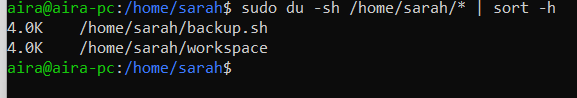 aira@aira-pc:/home/sarah$ sudo du -sh /home/sarah/* | sort -h
4.0K    /home/sarah/backup.sh
4.0K    /home/sarah/workspace
aira@aira-pc:/home/sarah$